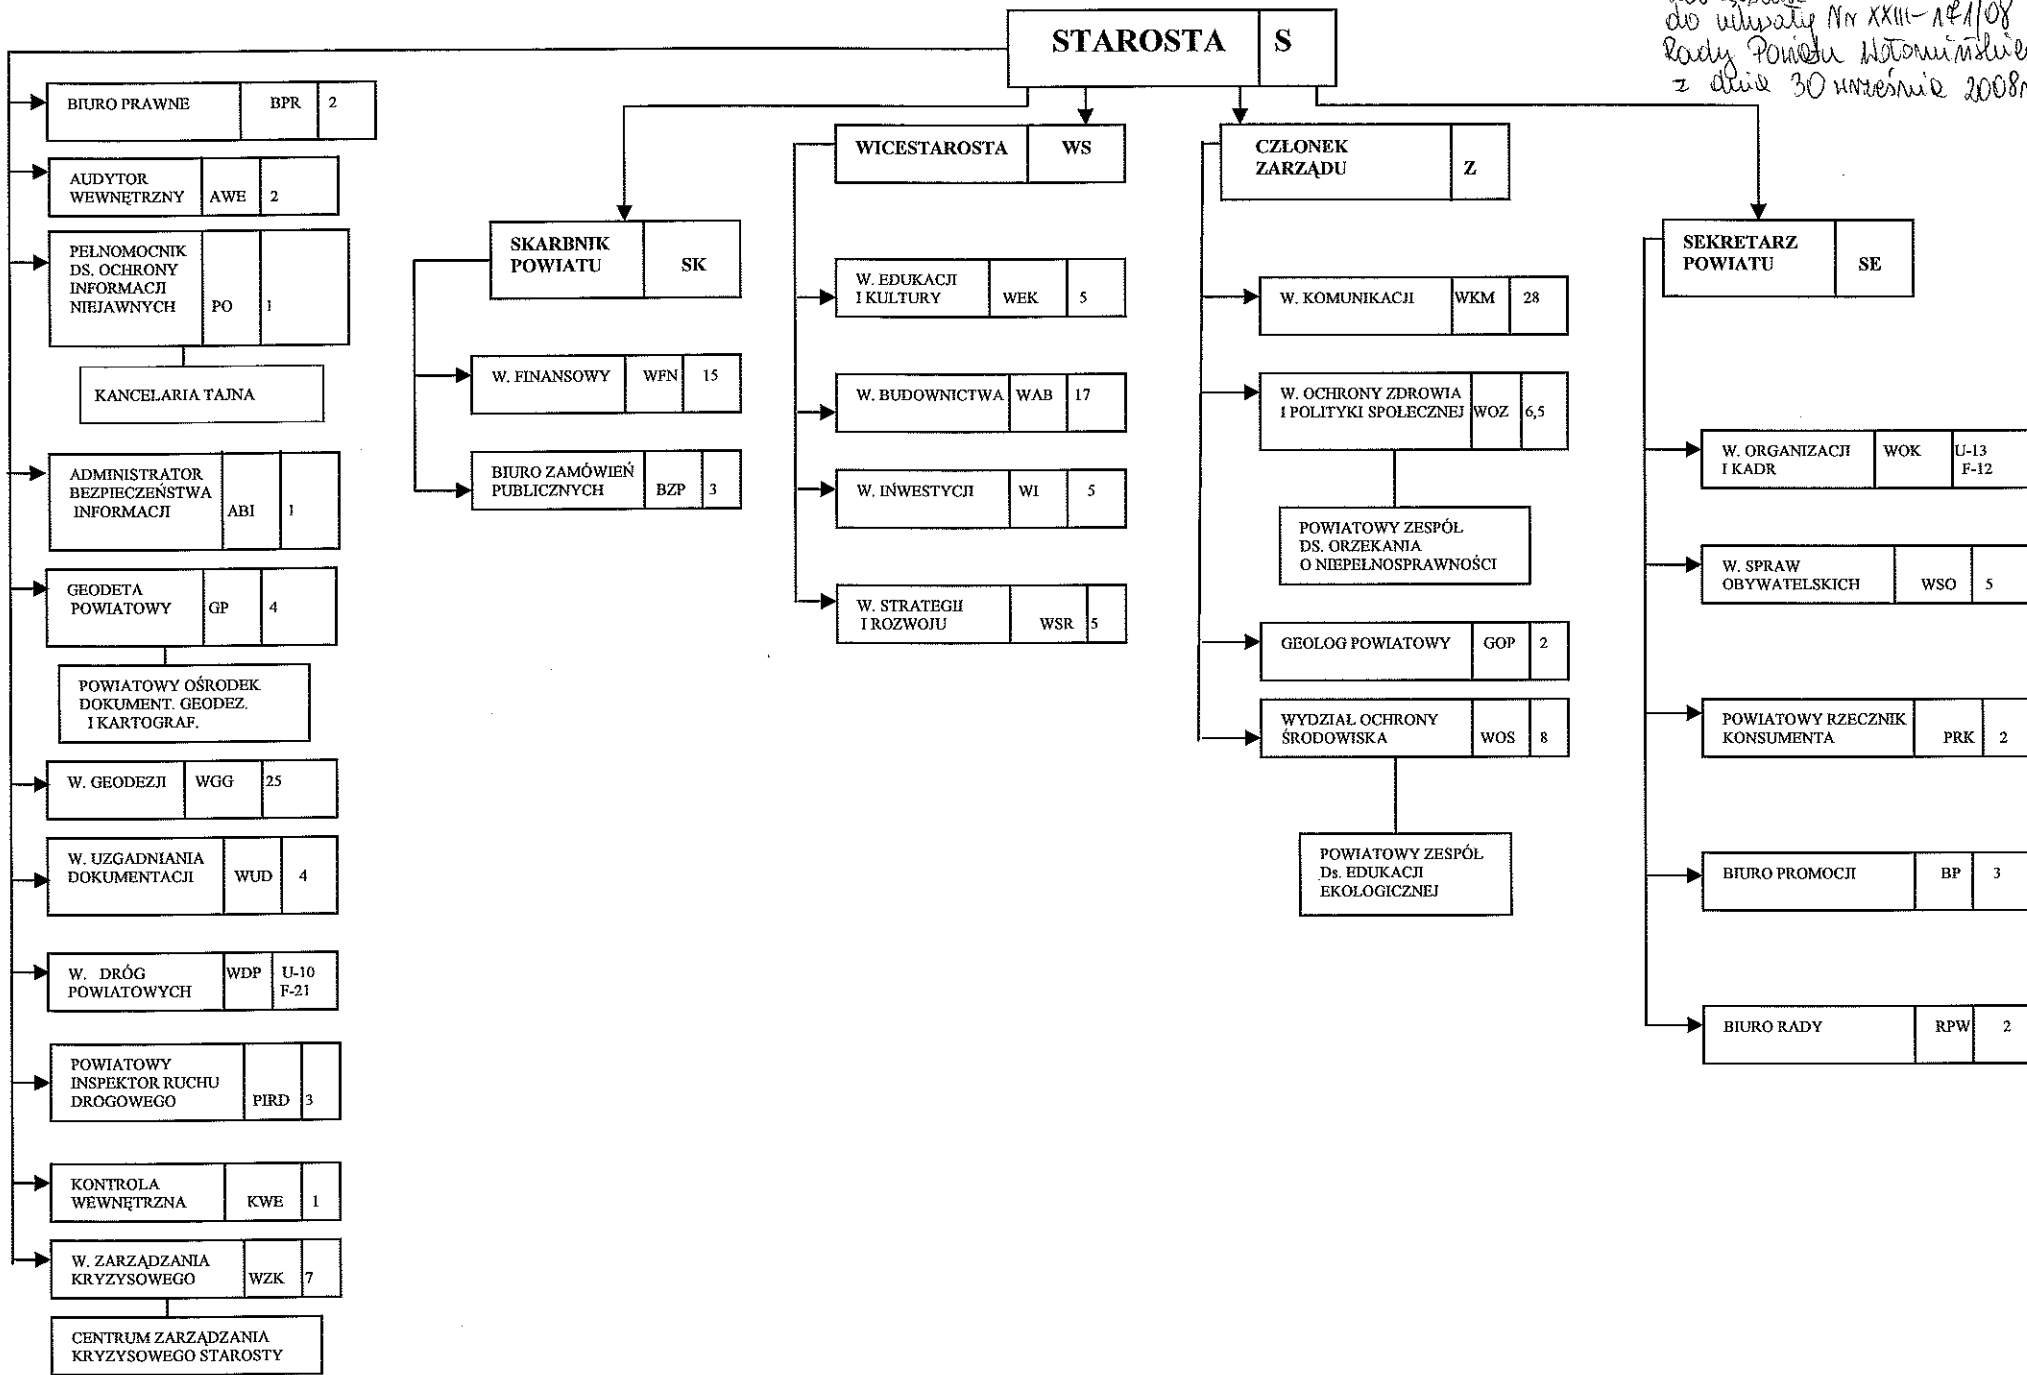 do uchwały Nr XXIII-171/08
Rady Powiatu
z dnia 30 września 2008r
STAROSTA S
BIURO PRAWNE BPR 2
AUDYTOR
WEWNĘTRZNY AWE 2
PEŁNOMOCNIK
DS. OCHRONY
INFORMACJI
NIEJAWNYCH PO 1
KANCELARIA TAJNA
ADMINISTRATOR
BEZPIECZEŃSTWA
INFORMACJI ABI 1
GEODETA
POWIATOWY GP 4
POWIATOWY OŚRODEK
DOKUMENT. GEODEZ.
I KARTOGRAF.
W. GEODEZJI WGG 25
W. UZGADNIANIA
DOKUMENTACJI WUD 4
W. DRÓG WDP U-10
POWIATOWYCH F-21
POWIATOWY
INSPEKTOR RUCHU
DROGOWEGO PIRD 3
KONTROLA
WEWNĘTRZNA KWE 1
W. ZARZĄDZANIA
KRYZYSOWEGO WZK 7
CENTRUM ZARZĄDZANIA
KRYZYSOWEGO STAROSTY
SKARBNIK
POWIATU SK
W. FINANSOWY WFN 15
BIURO ZAMÓWIEŃ
PUBLICZNYCH BZP 3
WICESTAROSTA WS
W. EDUKACJI
I KULTURY WEK 5
W. BUDOWNICTWA WAB 17
W. INWESTYCJI WI 5
W. STRATEGII
I ROZWOJU WSR 5
CZŁONEK
ZARZĄDU Z
W. KOMUNIKACJI WKM 28
W. OCHRONY ZDROWIA
I POLITYKI SPOŁECZNEJ WOZ 6,5
POWIATOWY ZESPÓŁ
DS. ORZEKANIA
O NIEPEŁNOSPRAWNOŚCI
GEOLOG POWIATOWY GOP 2
WYDZIAŁ OCHRONY
ŚRODOWISKA WOS 8
POWIATOWY ZESPÓŁ
Ds. EDUKACJI
EKOLOGICZNEJ
SEKRETARZ
POWIATU SE
W. ORGANIZACJI WOK U-13
I KADR F-12
W. SPRAW
OBYWATELSKICH WSO 5
POWIATOWY RZECZNIK
KONSUMENTA PRK 2
BIURO PROMOCJI BP 3
BIURO RADY RPW 2